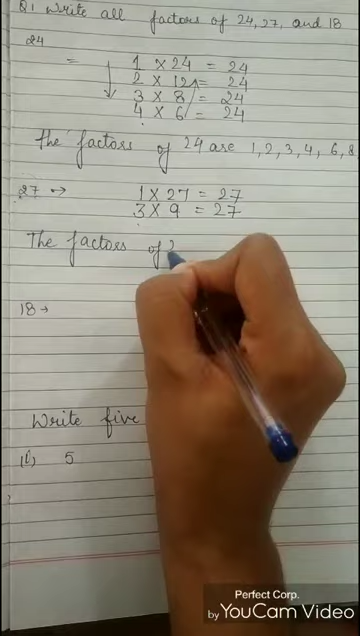 Q1 Write all factors of 24, 27, and 18
24
= 1 × 24 = 24
2 × 12 = 24
3 × 8 = 24
4 × 6 = 24
The factors of 24 are 1, 2, 3, 4, 6, 8
27 → 1 × 27 = 27
3 × 9 = 27
The factors of 2
18 →
Write five
(i) 5
Perfect Corp.
by YouCam Video